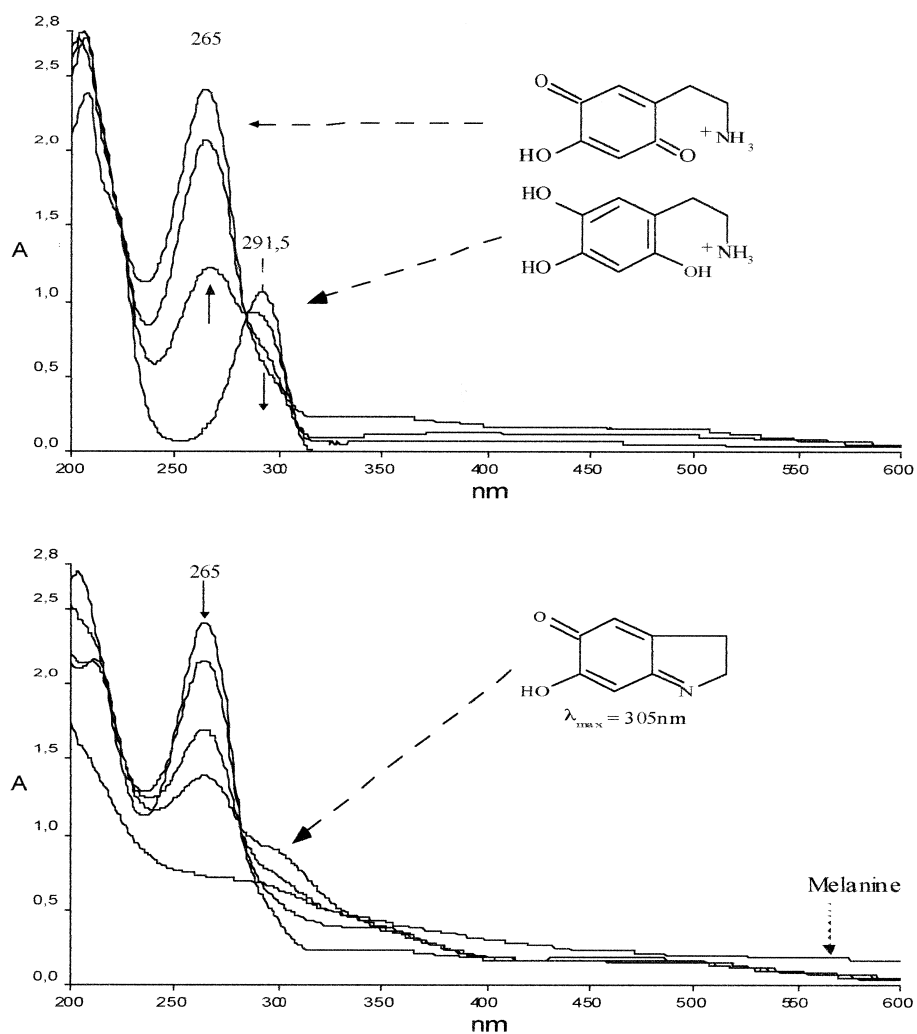 2,8
2,5
2,0
1,5
A
1,0
0,5
0,0
265
291,5
200
250
300
350
400
450
500
550
600
nm
O
HO
O
+NH3
HO
HO
OH
+NH3
2,8
2,5
2,0
1,5
A
1,0
0,5
0,0
265
O
HO
N
λmax = 305nm
Melanine
200
250
300
350
400
450
500
550
600
nm